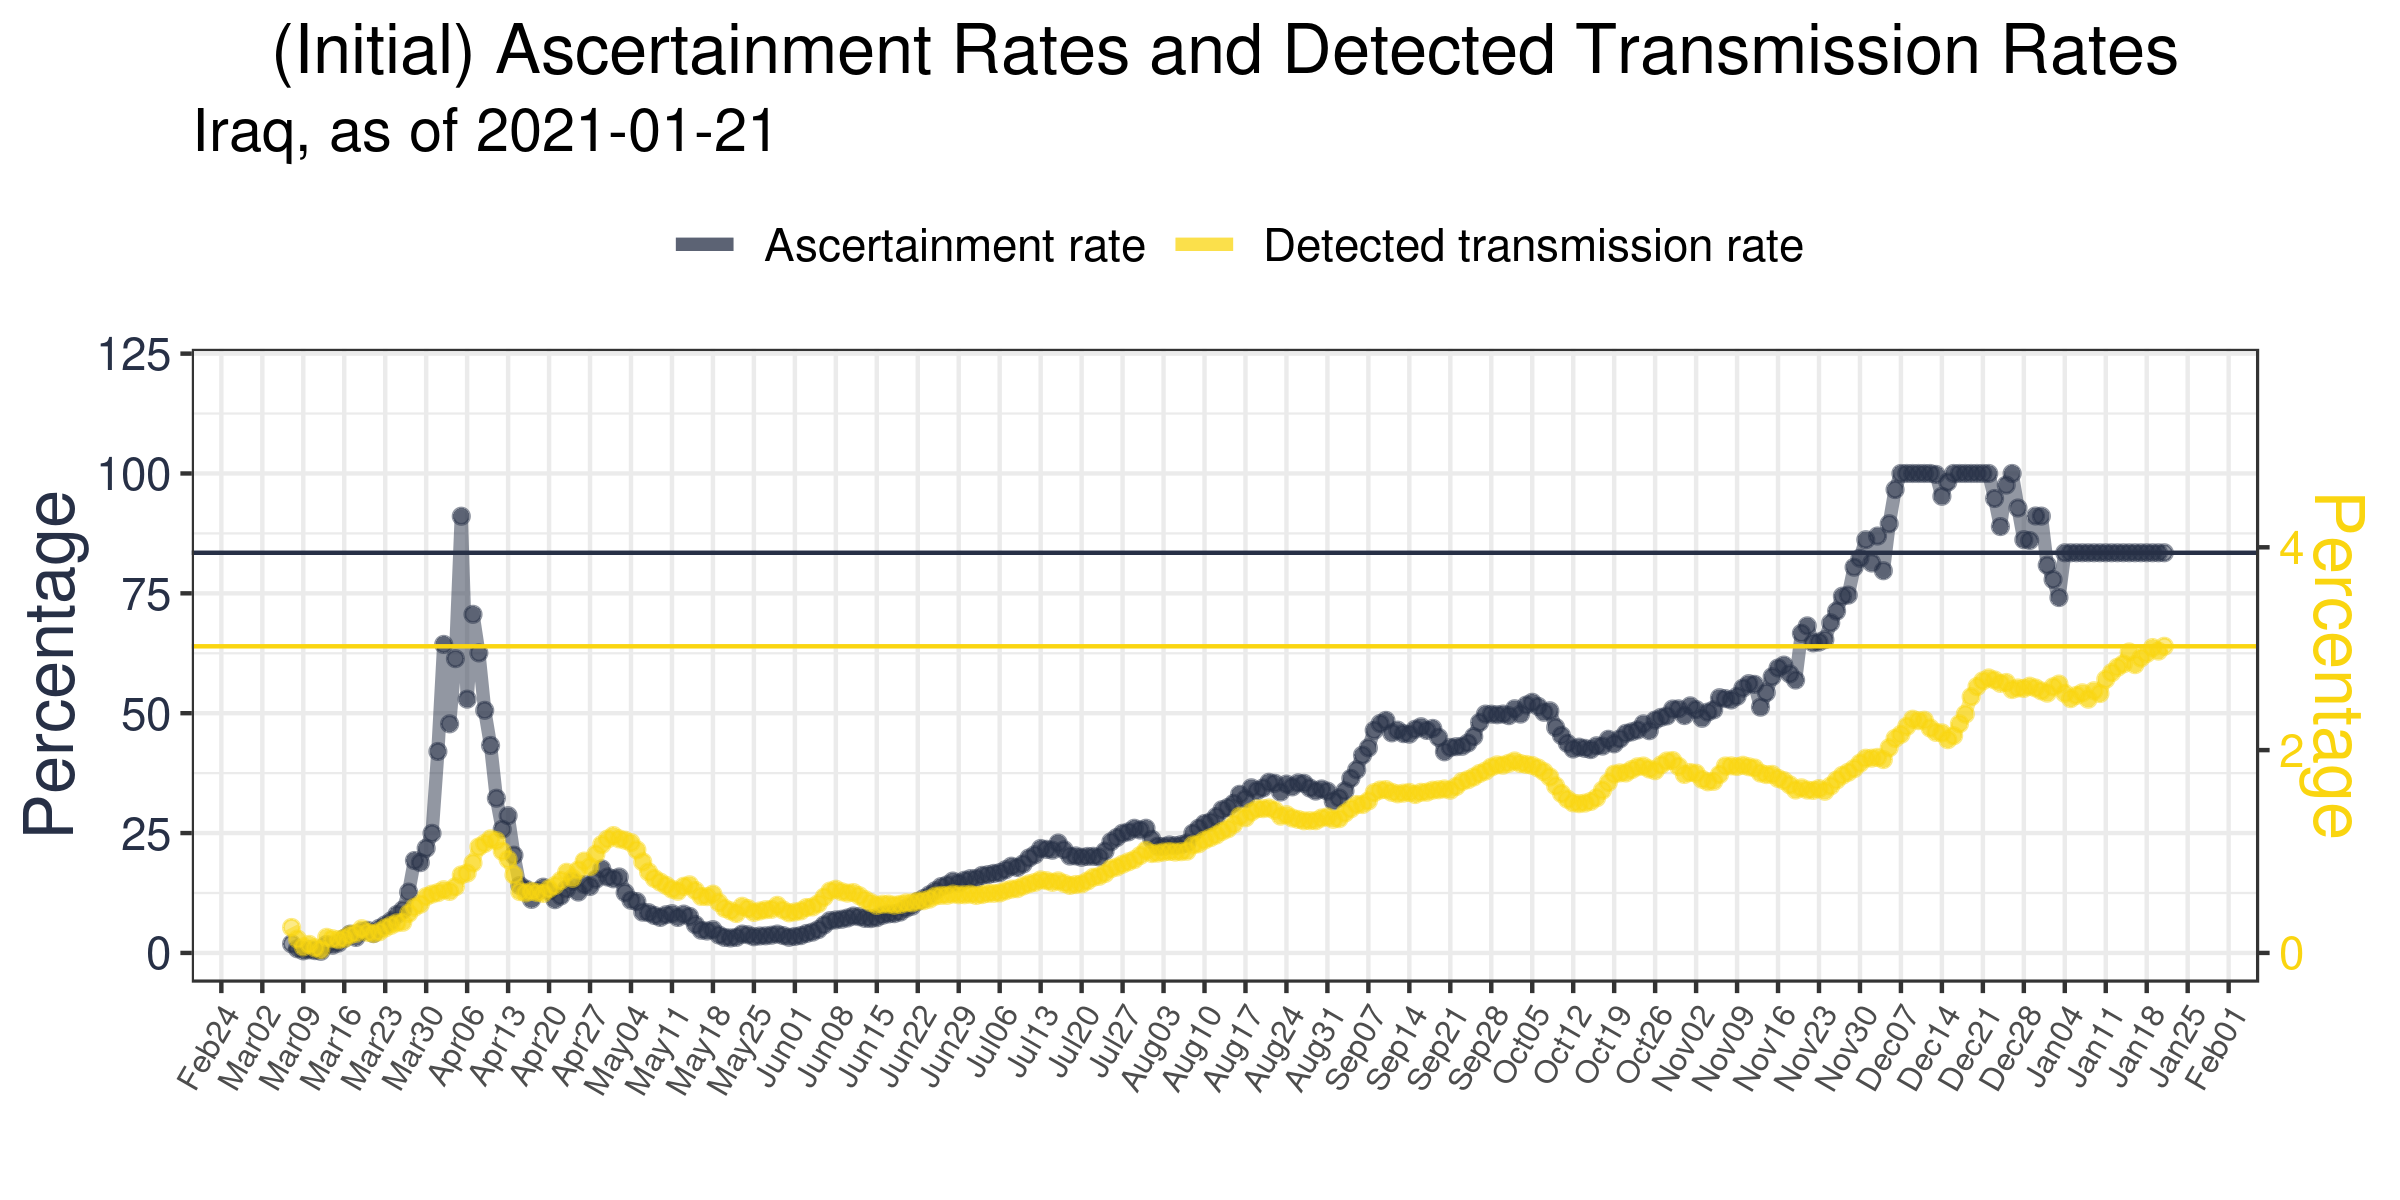 (Initial) Ascertainment Rates and Detected Transmission Rates
Iraq, as of 2021-01-21
Ascertainment rate
Detected transmission rate
Percentage
125
100
75
50
25
0
4
2
0
Percentage
Feb24
Mar02
Mar09
Mar16
Mar23
Mar30
Apr06
Apr13
Apr20
Apr27
May04
May11
May18
May25
Jun01
Jun08
Jun15
Jun22
Jun29
Jul06
Jul13
Jul20
Jul27
Aug03
Aug10
Aug17
Aug24
Aug31
Sep07
Sep14
Sep21
Sep28
Oct05
Oct12
Oct19
Oct26
Nov02
Nov09
Nov16
Nov23
Nov30
Dec07
Dec14
Dec21
Dec28
Jan04
Jan11
Jan18
Jan25
Feb01